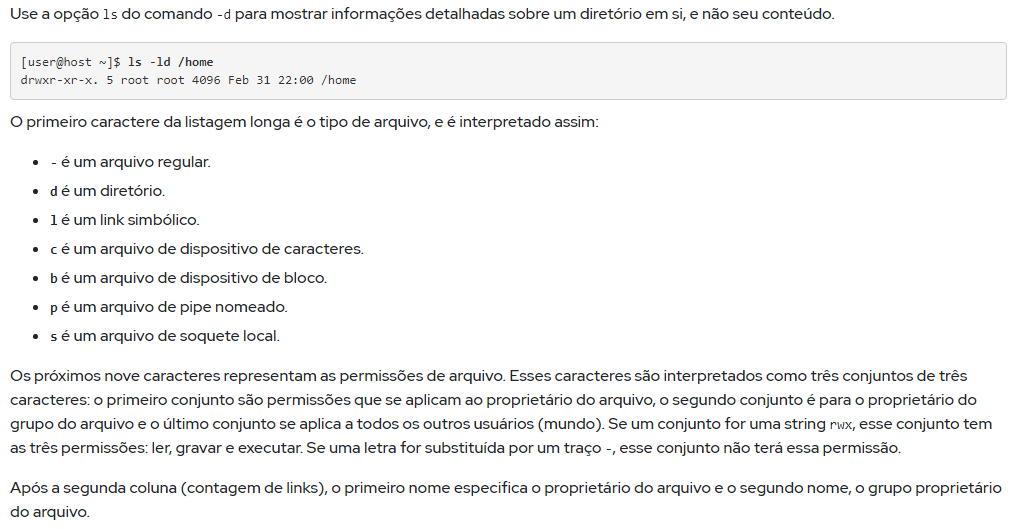 Use a opção ls do comando -d para mostrar informações detalhadas sobre um diretório em si, e não seu conteúdo.
[user@host ~]$ ls -ld /home
drwxr-xr-x. 5 root root 4096 Feb 31 22:00 /home
O primeiro caractere da listagem longa é o tipo de arquivo, e é interpretado assim:
- é um arquivo regular.
d é um diretório.
l é um link simbólico.
c é um arquivo de dispositivo de caracteres.
b é um arquivo de dispositivo de bloco.
p é um arquivo de pipe nomeado.
s é um arquivo de soquete local.
Os próximos nove caracteres representam as permissões de arquivo. Esses caracteres são interpretados como três conjuntos de três
caracteres: o primeiro conjunto são permissões que se aplicam ao proprietário do arquivo, o segundo conjunto é para o proprietário do
grupo do arquivo e o último conjunto se aplica a todos os outros usuários (mundo). Se um conjunto for uma string rwx, esse conjunto tem
as três permissões: ler, gravar e executar. Se uma letra for substituída por um traço -, esse conjunto não terá essa permissão.
Após a segunda coluna (contagem de links), o primeiro nome especifica o proprietário do arquivo e o segundo nome, o grupo proprietário
do arquivo.